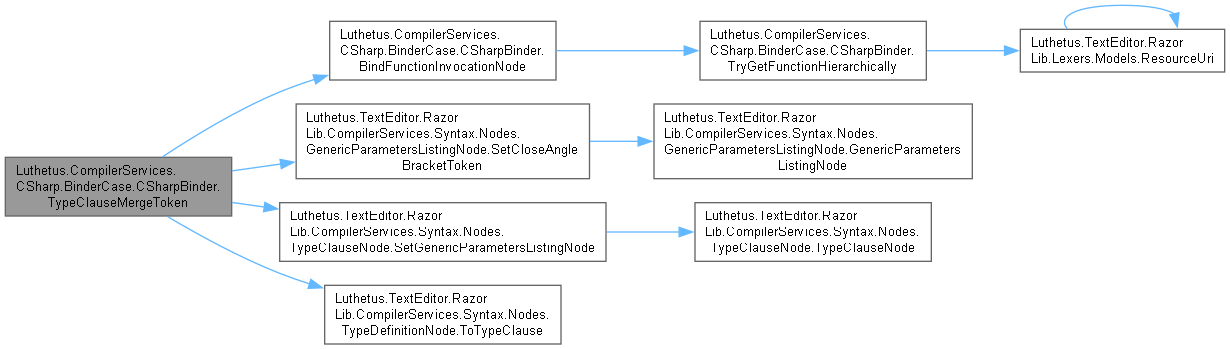 Luthetus.CompilerServices.
CSharp.BinderCase.CSharpBinder.
TypeClauseMergeToken
Luthetus.CompilerServices.
CSharp.BinderCase.CSharpBinder.
BindFunctionInvocationNode
Luthetus.CompilerServices.
CSharp.BinderCase.CSharpBinder.
TryGetFunctionHierarchically
Luthetus.TextEditor.Razor
Lib.Lexers.Models.ResourceUri
Luthetus.TextEditor.Razor
Lib.CompilerServices.Syntax.Nodes.
GenericParametersListingNode.SetCloseAngle
BracketToken
Luthetus.TextEditor.Razor
Lib.CompilerServices.Syntax.Nodes.
GenericParametersListingNode.GenericParameters
ListingNode
Luthetus.TextEditor.Razor
Lib.CompilerServices.Syntax.Nodes.
TypeClauseNode.SetGenericParametersListingNode
Luthetus.TextEditor.Razor
Lib.CompilerServices.Syntax.Nodes.
TypeClauseNode.TypeClauseNode
Luthetus.TextEditor.Razor
Lib.CompilerServices.Syntax.Nodes.
TypeDefinitionNode.ToTypeClause